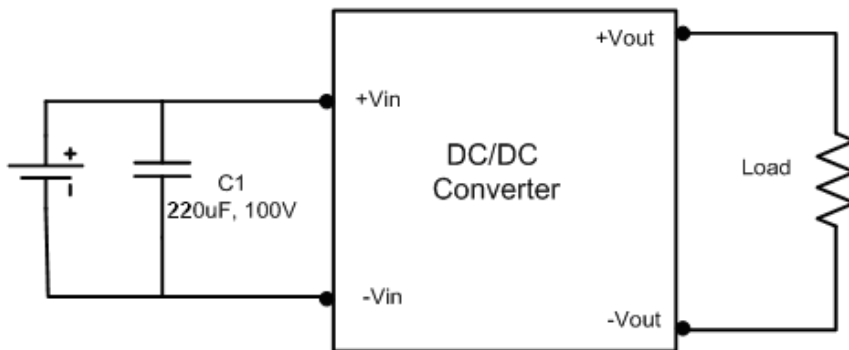 +Vout
+Vin
+
-
DC/DC
Converter
C1
220uF, 100V
Load
-Vin
-Vout